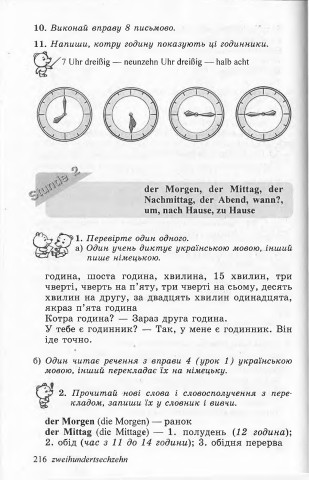 10. Виконай вправу 8 письмово.
11. Напиши, котру годину показують ці годинники.
7 Uhr dreißig — neunzehn Uhr dreißig — halb acht
Stunde 2
der Morgen, der Mittag, der
Nachmittag, der Abend, wann?,
um, nach Hause, zu Hause
1. Перевірте один одного.
а) Один учень диктує українською мовою, інший
пише німецькою.
година, шоста година, хвилина, 15 хвилин, три
чверті, чверть на п'яту, три чверті на сьому, десять
хвилин на другу, за двадцять хвилин одинадцята,
якраз п'ята година
Котра година? — Зараз друга година.
У тебе є годинник? — Так, у мене є годинник. Він
іде точно.
б) Один читає речення з вправи 4 (урок 1) українською
мовою, інший перекладає їх на німецьку.
2. Прочитай нові слова і словосполучення з пере-
кладом, запиши їх у словник і вивчи.
der Morgen (die Morgen) — ранок
der Mittag (die Mittage) — 1. полудень (12 година);
2. обід (час з 11 до 14 години); 3. обідня перерва
216 zweihundertsechzehn